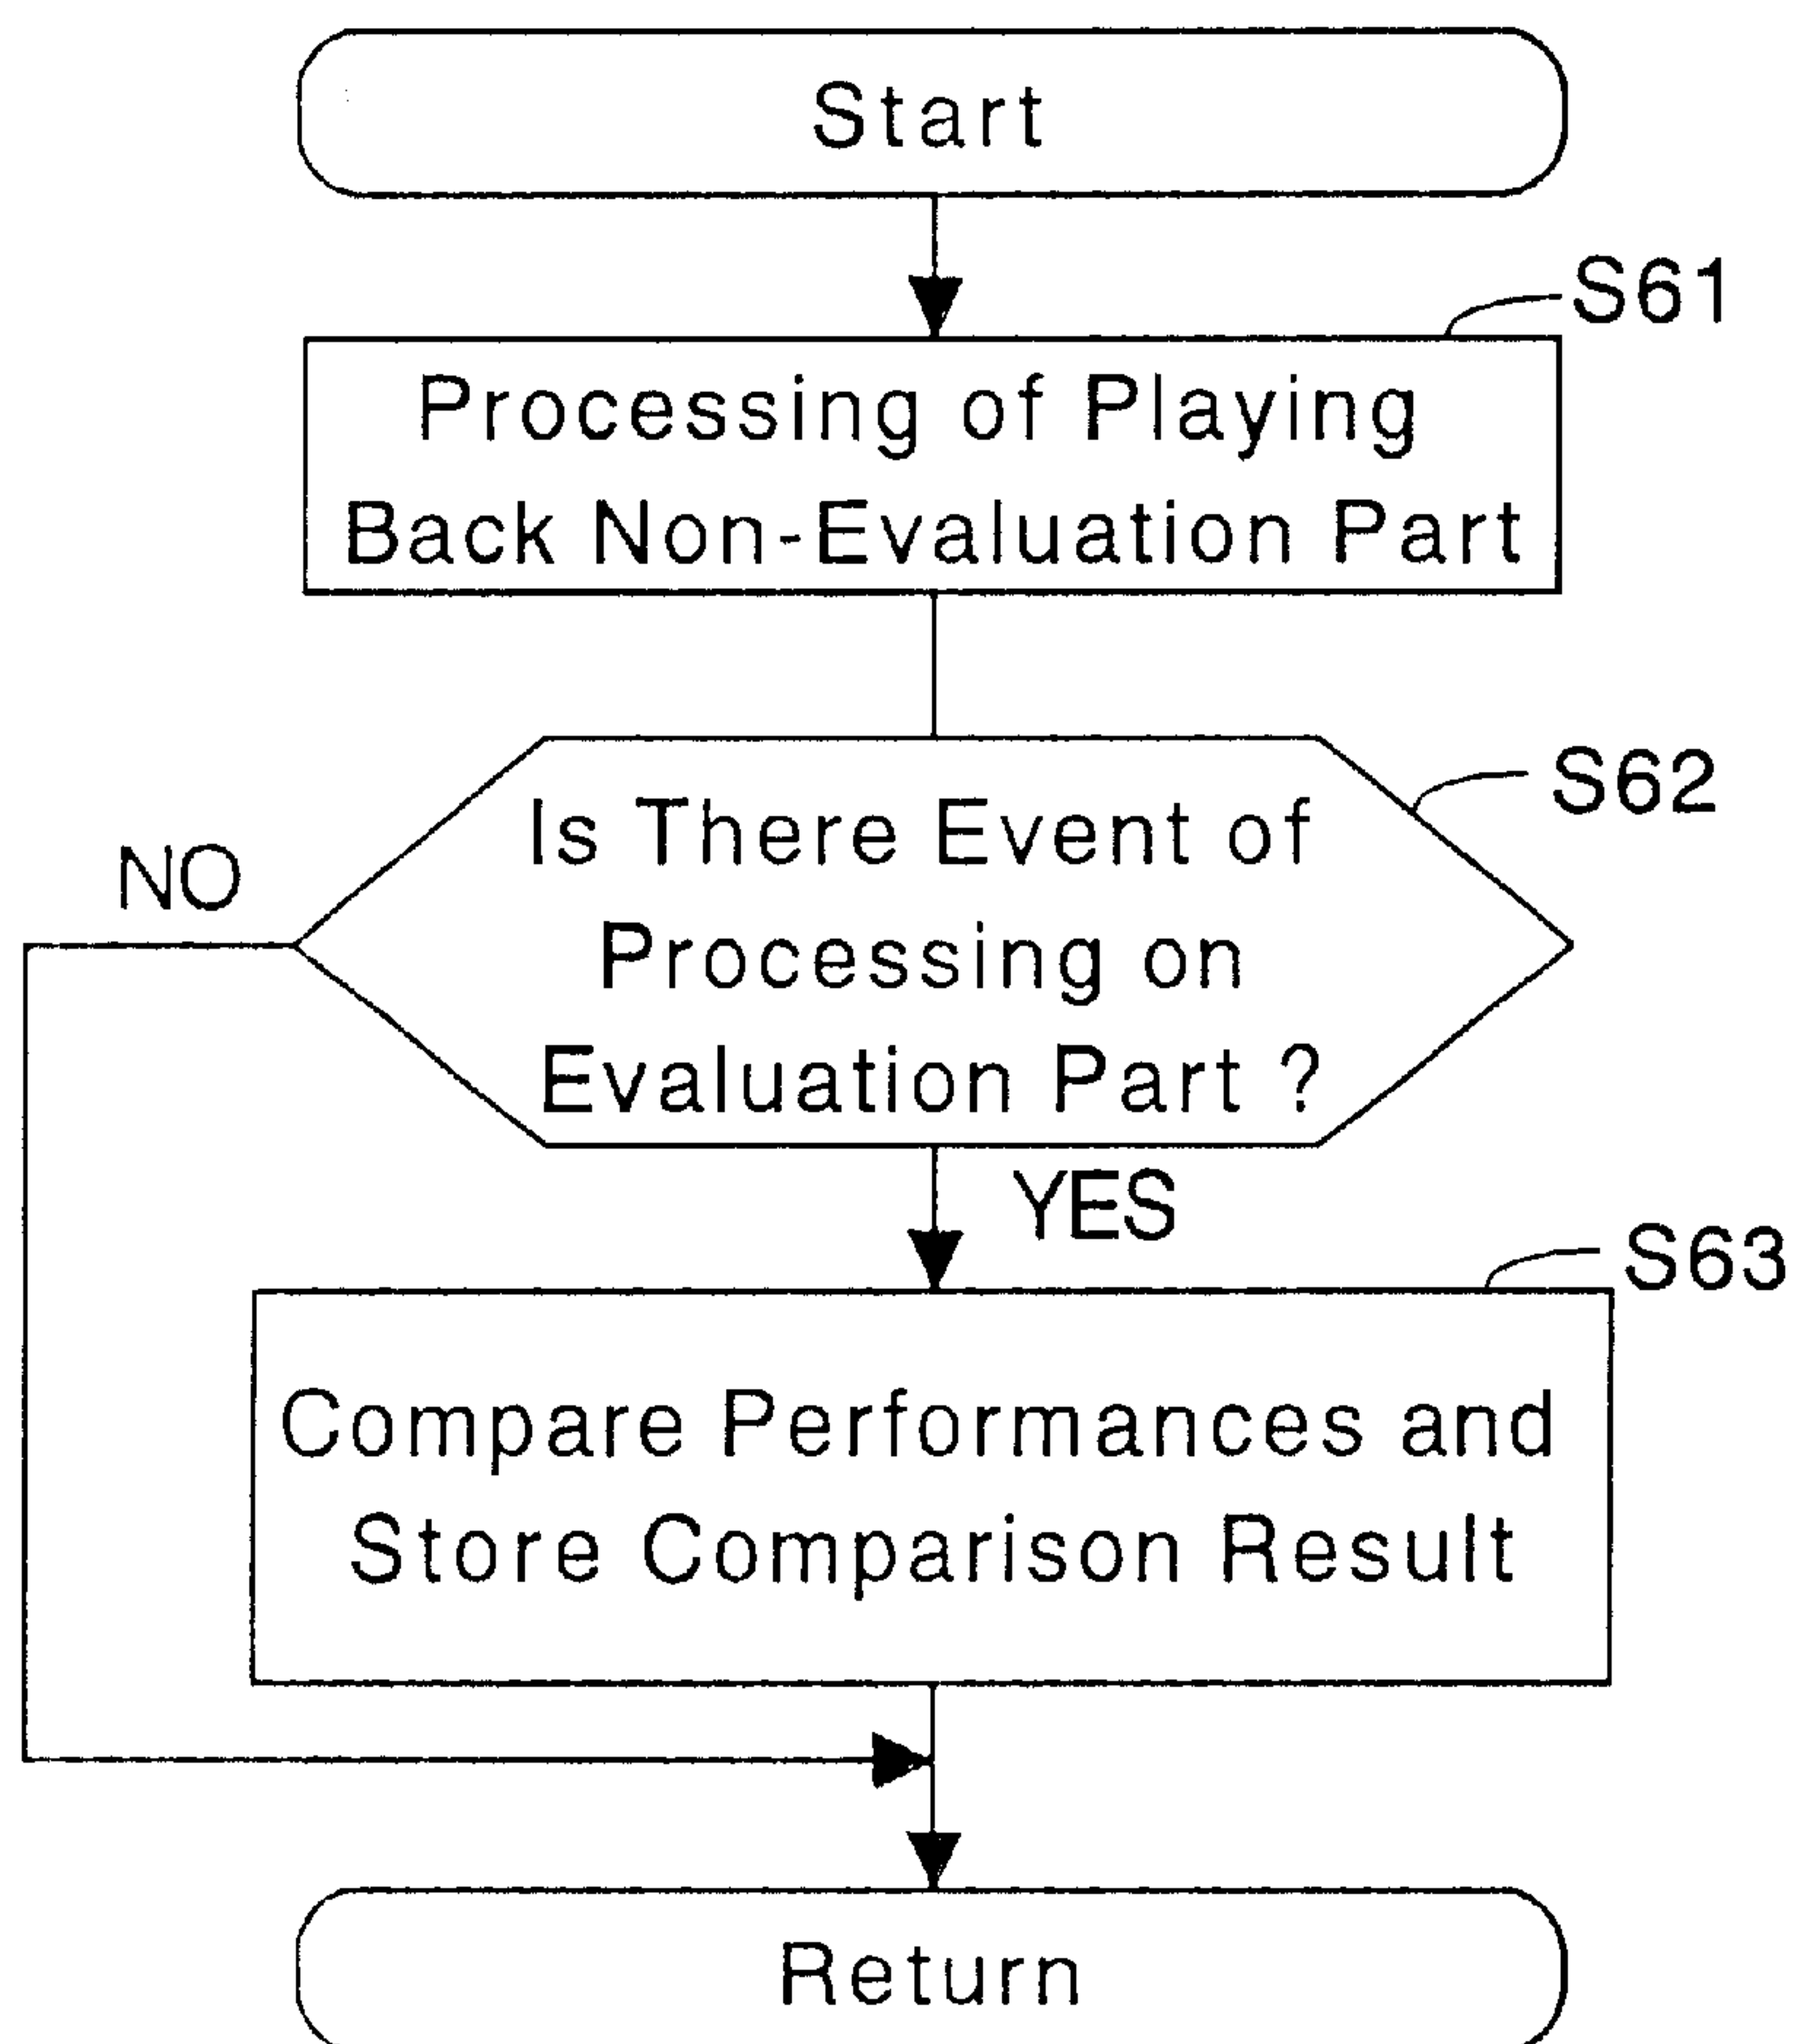 Start
S61
Processing of Playing
Back Non-Evaluation Part
S62
Is There Event of
Processing on
Evaluation Part ?
NO
YES
S63
Compare Performances and
Store Comparison Result
Return